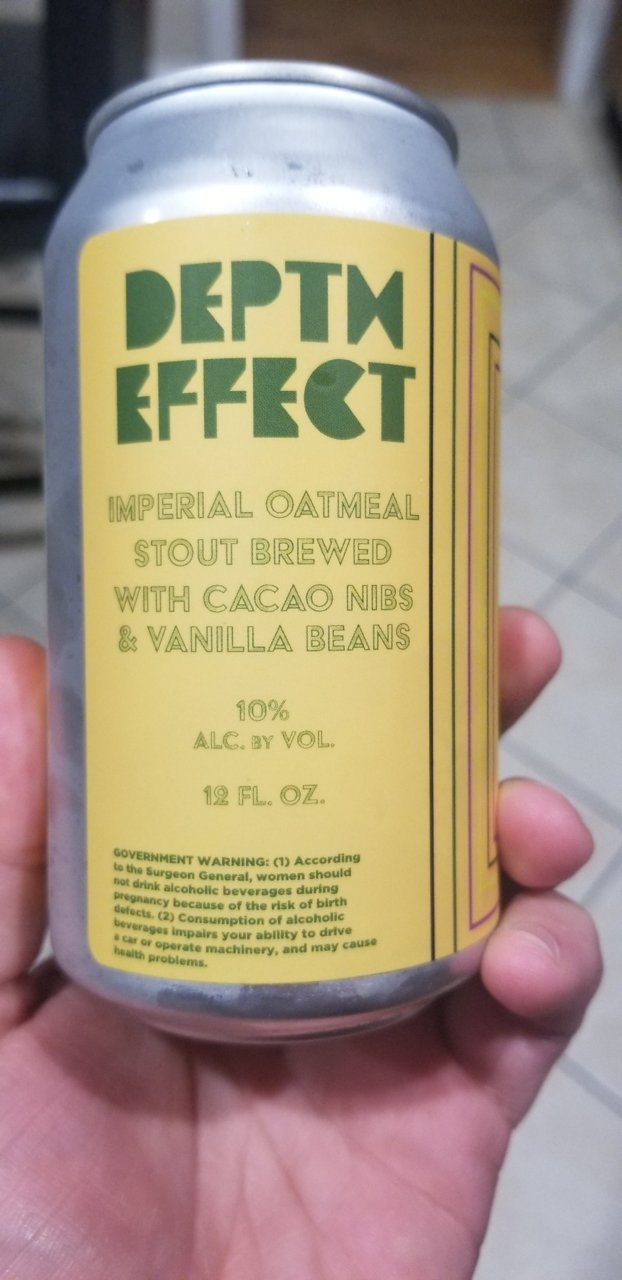 DEPTH
EFFECT
IMPERIAL OATMEAL
STOUT BREWED
WITH CACAO NIBS
& VANILLA BEANS
10%
ALC. BY VOL.
12 FL. OZ.
GOVERNMENT WARNING: (1) According
to the Surgeon General, women should
not drink alcoholic beverages during
pregnancy because of the risk of birth
defects. (2) Consumption of alcoholic
beverages impairs your ability to drive
a car or operate machinery, and may cause
health problems.